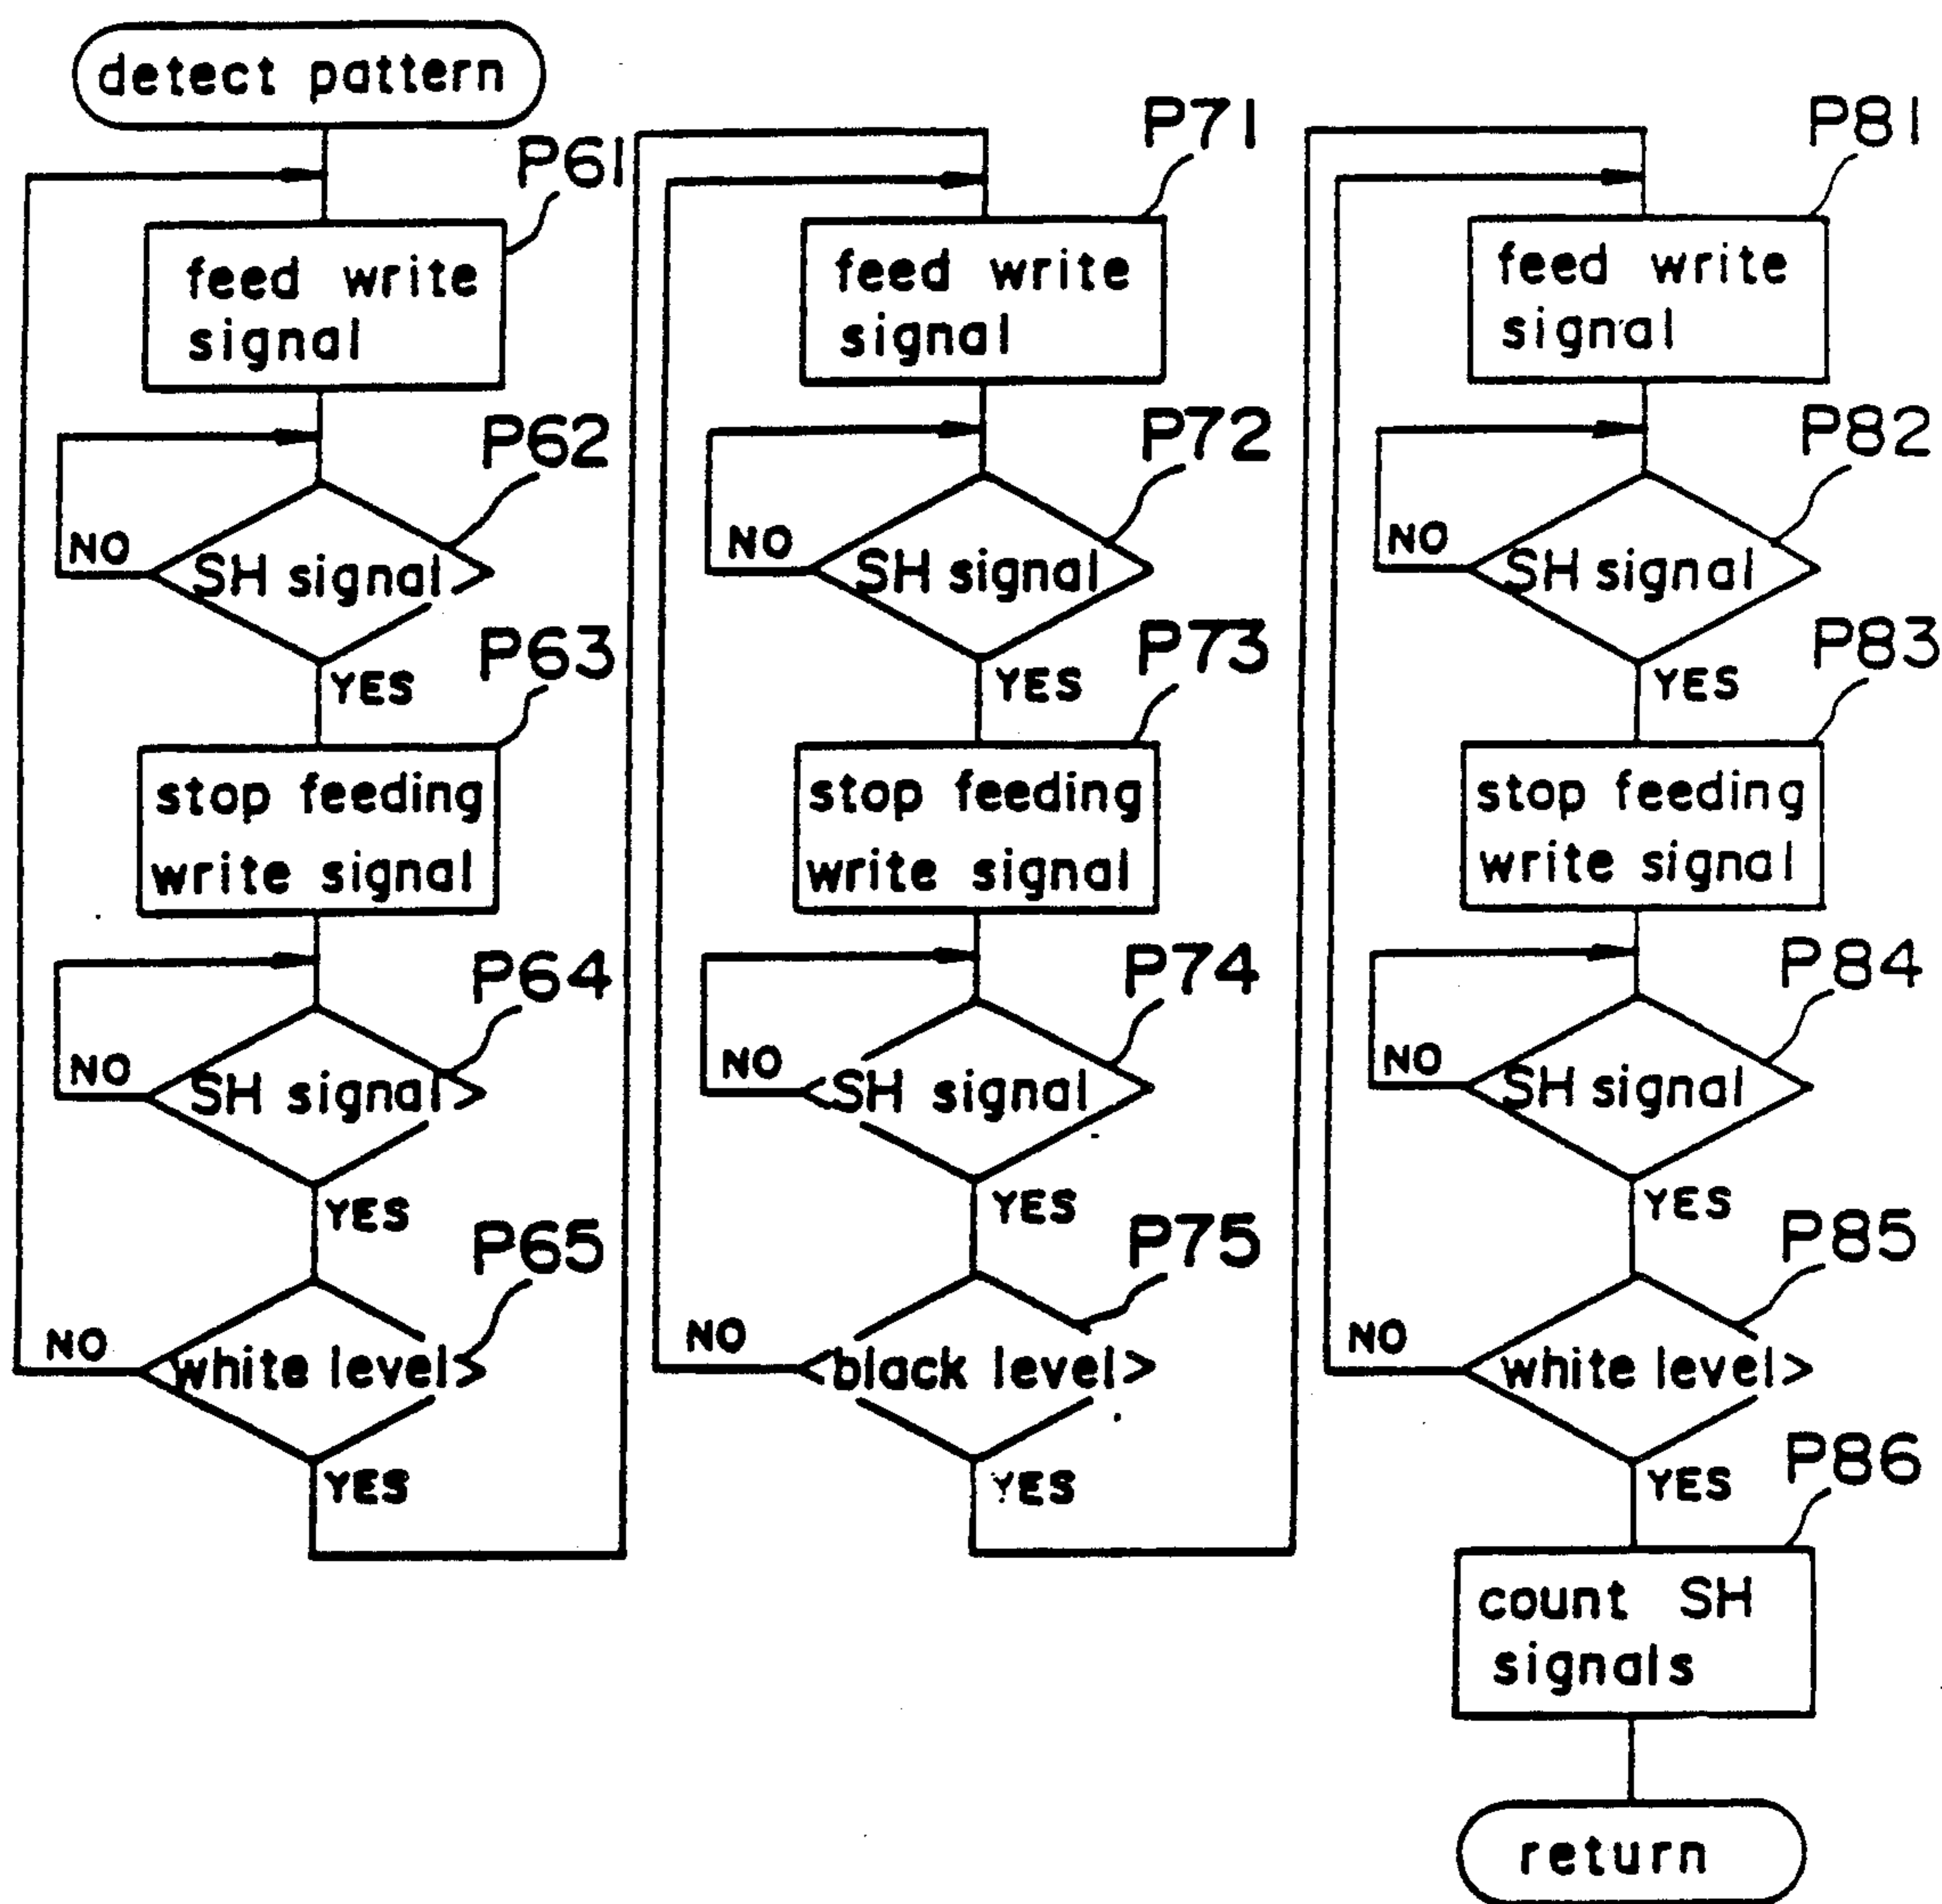 detect pattern
P61
feed write
signal
P62
NO
SH signal
YES
P63
stop feeding
write signal
P64
NO
SH signal
YES
P65
NO
white level
YES
P71
feed write
signal
P72
NO
SH signal
YES
P73
stop feeding
write signal
P74
NO
SH signal
YES
P75
NO
black level
YES
P81
feed write
signal
P82
NO
SH signal
YES
P83
stop feeding
write signal
P84
NO
SH signal
YES
P85
NO
white level
YES
P86
count SH
signals
return